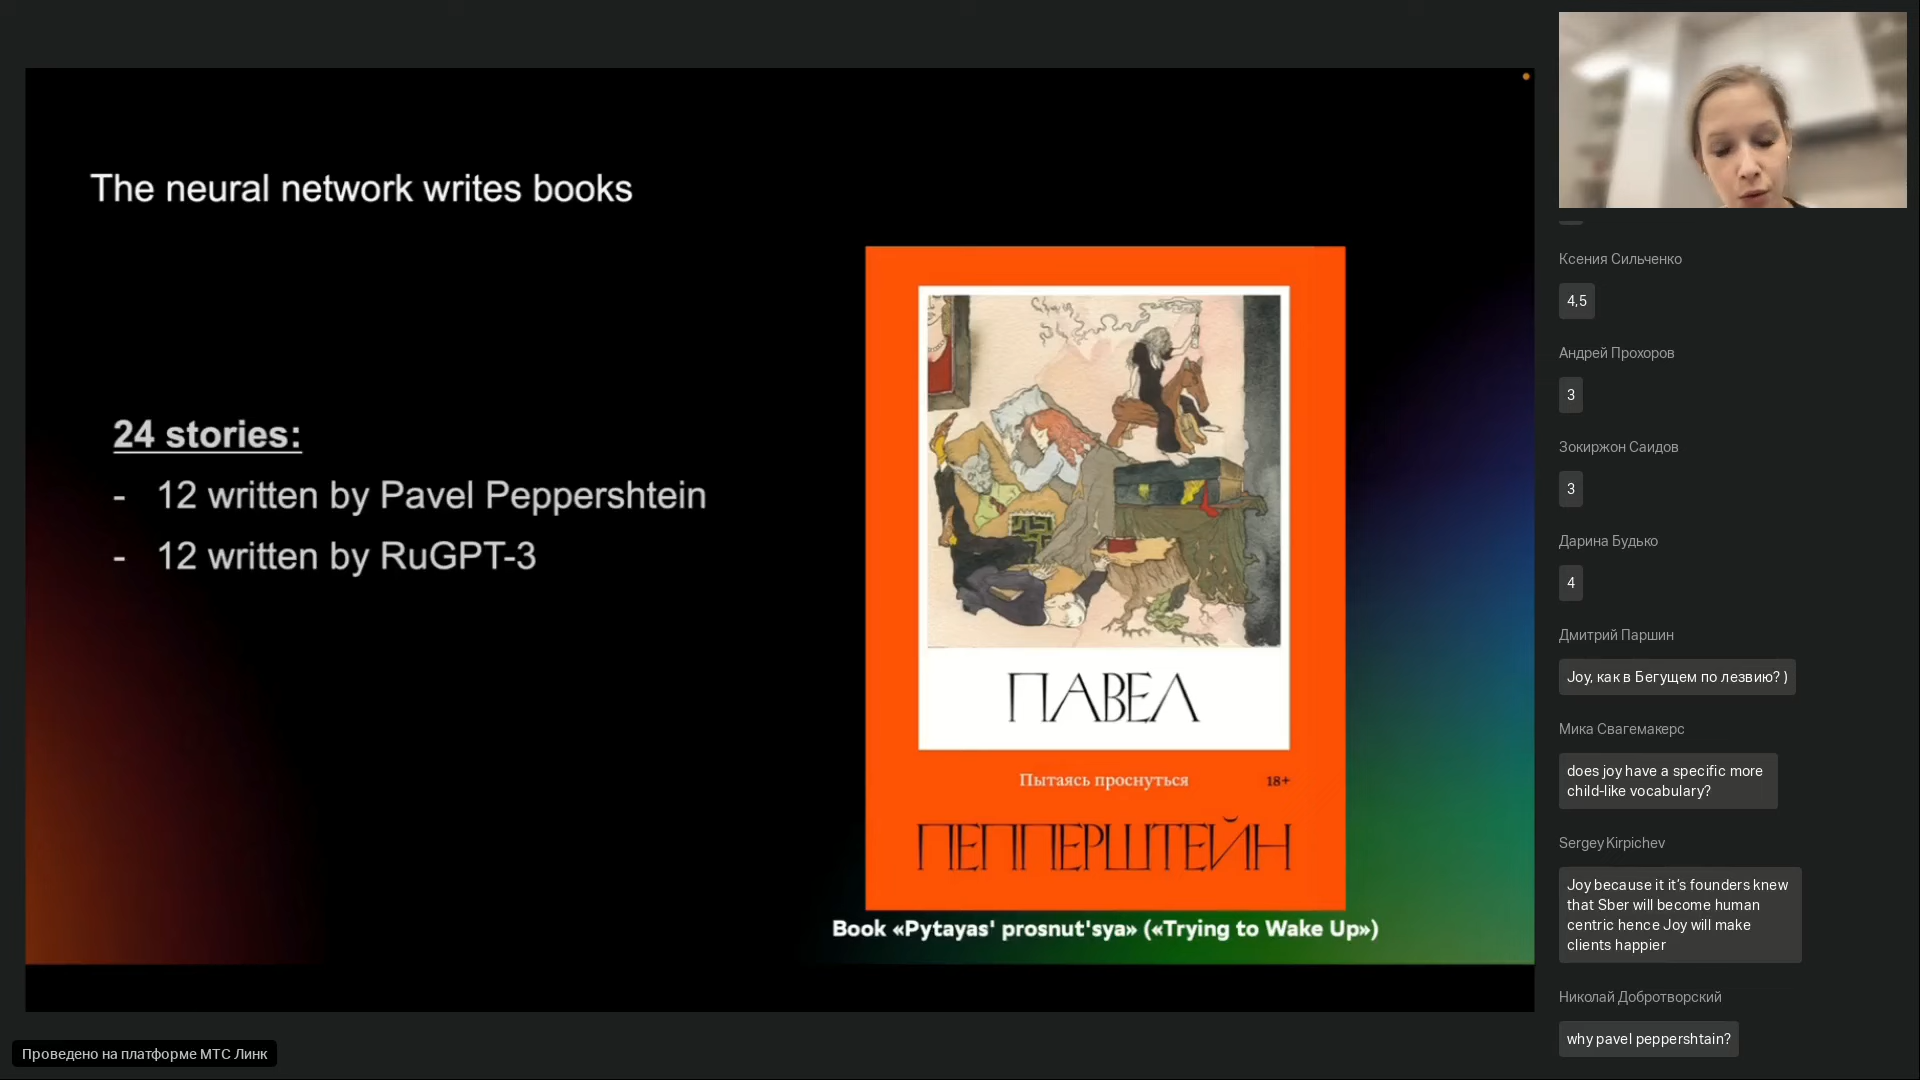 The neural network writes books
24 stories:
- 12 written by Pavel Peppershtein
- 12 written by RuGPT-3
ПАВЕЛ
Пытаясь проснуться 18+
ПЕППЕРШТЕЙН
Book «Pytayas' prosnut'sya» («Trying to Wake Up»)
Проведено на платформе МТС Линк
Ксения Сильченко
4,5
Андрей Прохоров
3
Зокиржон Саидов
3
Дарина Будько
4
Дмитрий Паршин
Joy, как в Бегущем по лезвию? )
Мика Свагемакерс
does joy have a specific more
child-like vocabulary?
Sergey Kirpichev
Joy because it it's founders knew
that Sber will become human
centric hence Joy will make
clients happier
Николай Добротворский
why pavel peppershtain?